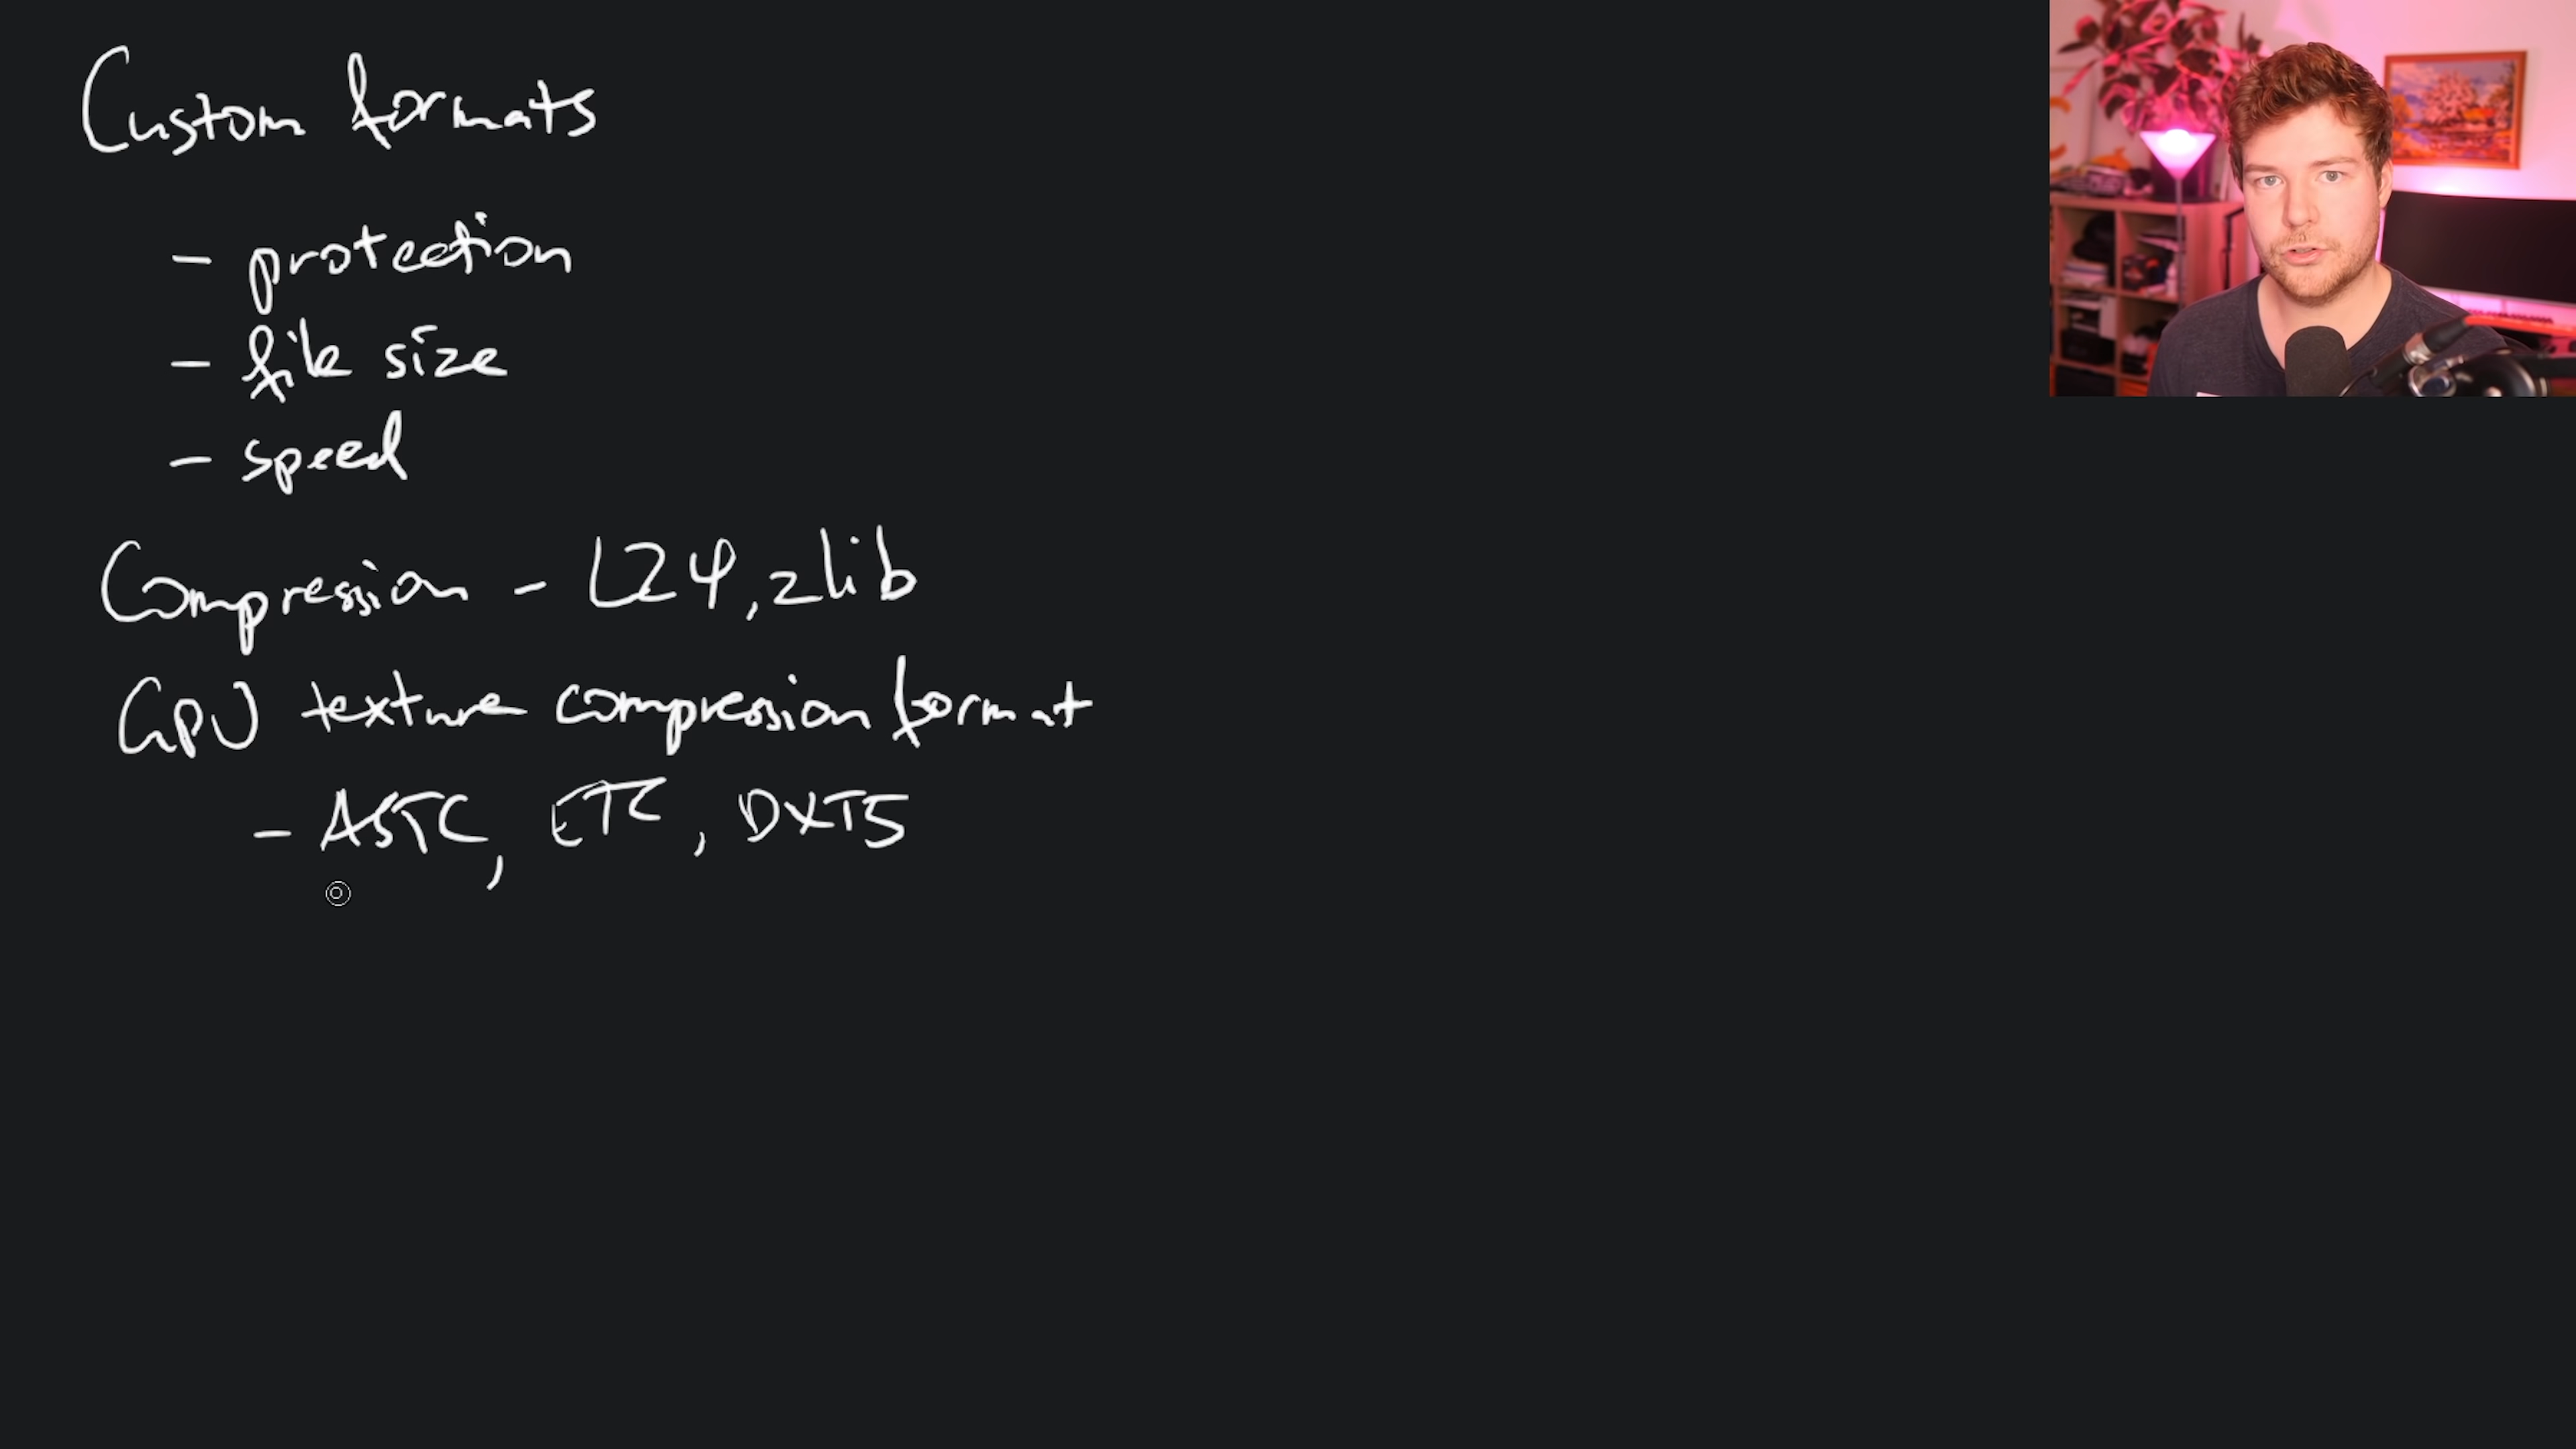 Custom formats
- protection
- file size
- speed
Compression - LZ4, zlib
GPU texture compression format
- ASTC, ETC, DXT5